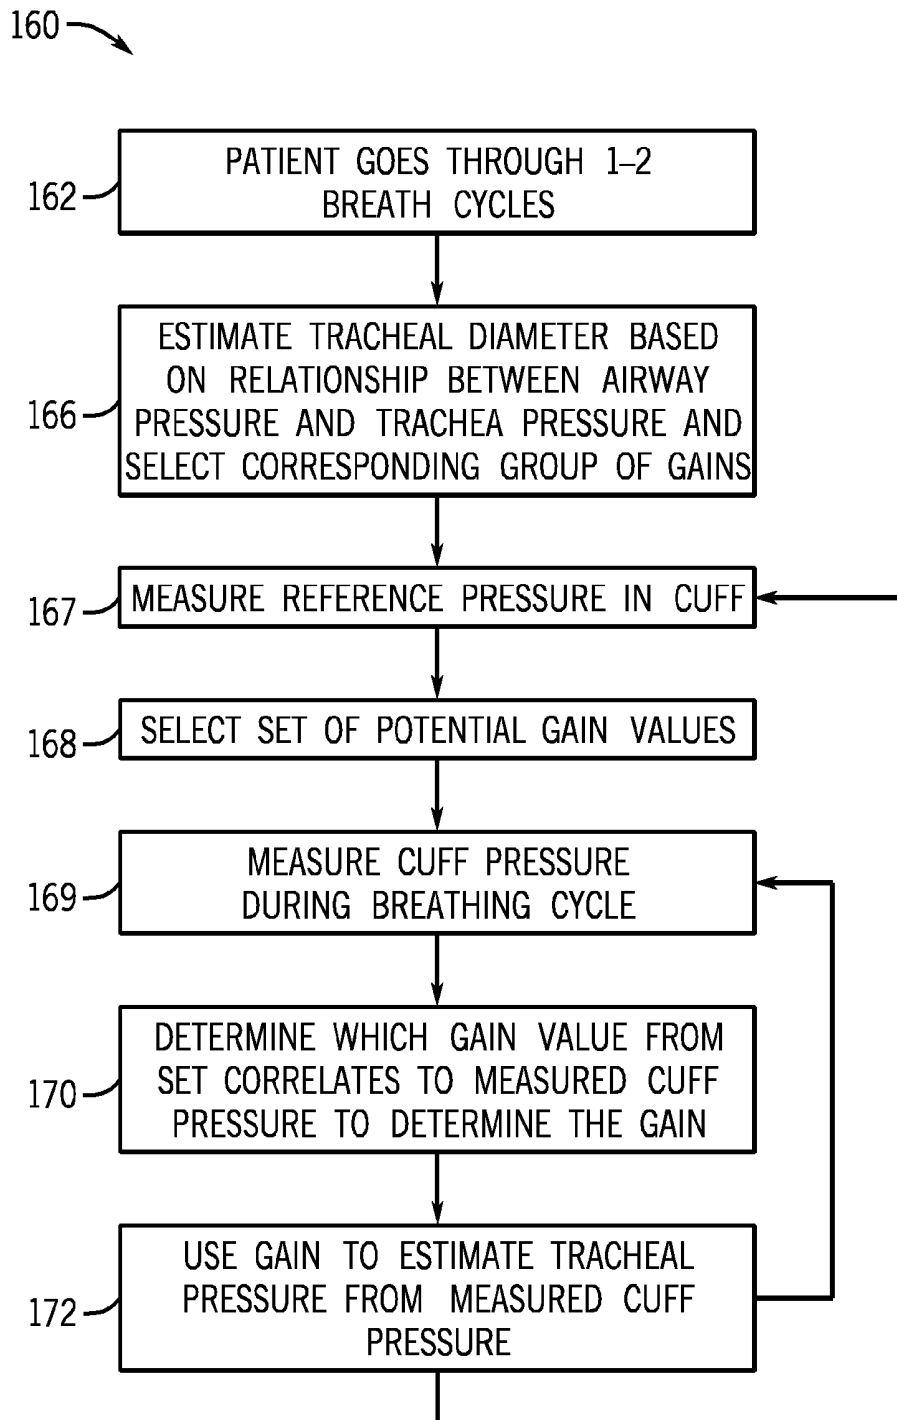 160
162
PATIENT GOES THROUGH 1–2
BREATH CYCLES
166
ESTIMATE TRACHEAL DIAMETER BASED
ON RELATIONSHIP BETWEEN AIRWAY
PRESSURE AND TRACHEA PRESSURE AND
SELECT CORRESPONDING GROUP OF GAINS
167
MEASURE REFERENCE PRESSURE IN CUFF
168
SELECT SET OF POTENTIAL GAIN VALUES
169
MEASURE CUFF PRESSURE
DURING BREATHING CYCLE
170
DETERMINE WHICH GAIN VALUE FROM
SET CORRELATES TO MEASURED CUFF
PRESSURE TO DETERMINE THE GAIN
172
USE GAIN TO ESTIMATE TRACHEAL
PRESSURE FROM MEASURED CUFF
PRESSURE